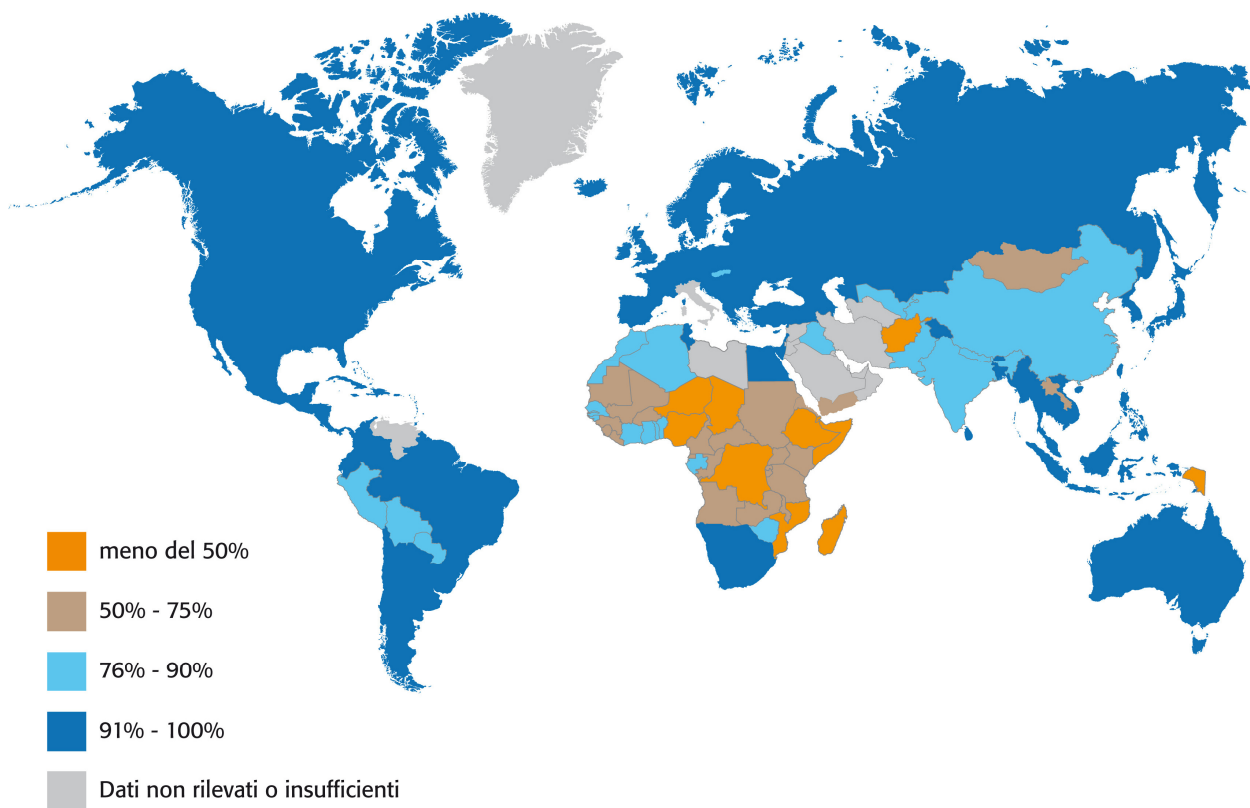 meno del 50%
50% - 75%
76% - 90%
91% - 100%
Dati non rilevati o insufficienti